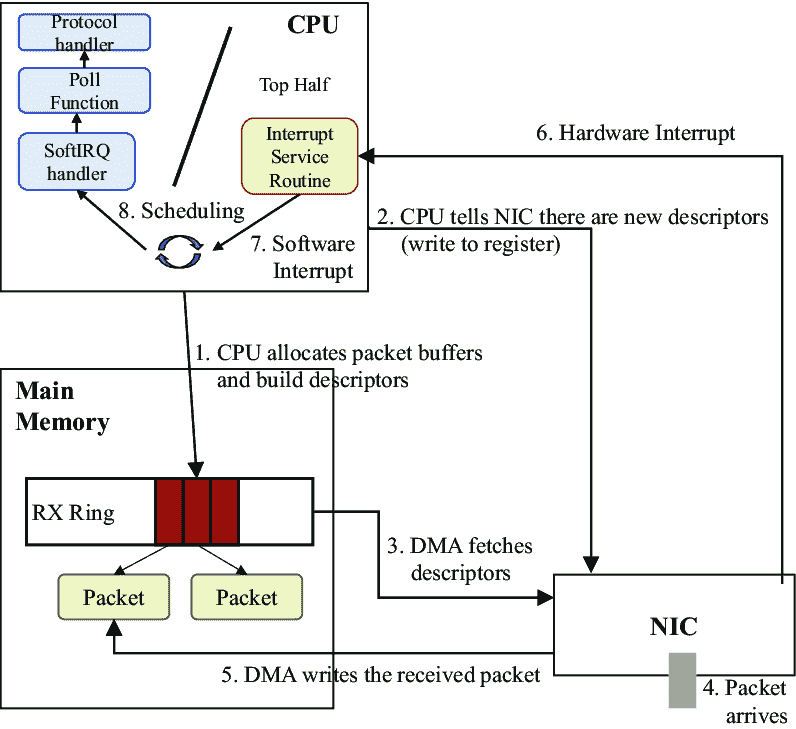 CPU
Protocol
handler
Poll
Function
SoftIRQ
handler
Top Half
Interrupt
Service
Routine
8. Scheduling
7. Software
Interrupt
6. Hardware Interrupt
2. CPU tells NIC there are new descriptors
(write to register)
1. CPU allocates packet buffers
and build descriptors
Main
Memory
RX Ring
Packet
Packet
3. DMA fetches
descriptors
NIC
5. DMA writes the received packet
4. Packet
arrives